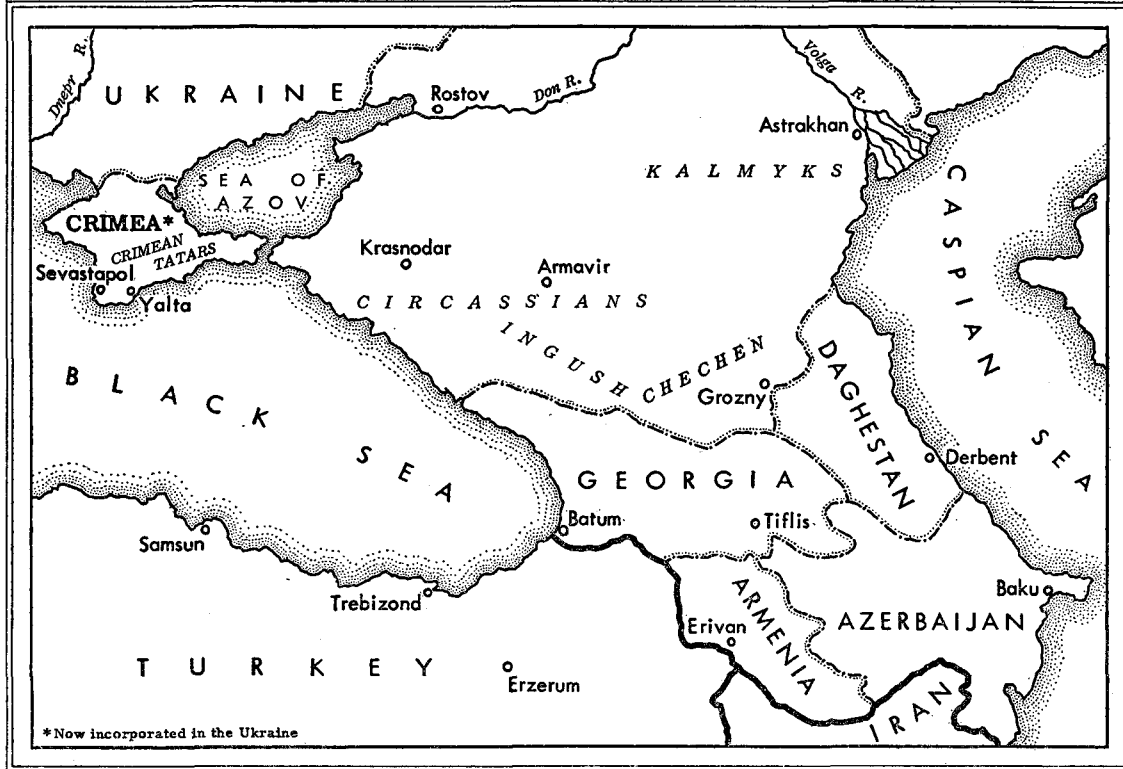 Dnepr R.
UKRAINE
Rostov
Don R.
Volga R.
Astrakhan
KALMYKS
SEA OF
AZOV
CASPIAN SEA
CRIMEA*
CRIMEAN
TATARS
Sevastapol
Yalta
Krasnodar
Armavir
CIRCASSIANS
INGUSH
CHECHEN
Grozny
DAGHESTAN
BLACK SEA
Derbent
GEORGIA
Batum
Tiflis
Samsun
Trebizond
Baku
ARMENIA
AZERBAIJAN
Erivan
TURKEY
Erzerum
IRAN
*Now incorporated in the Ukraine